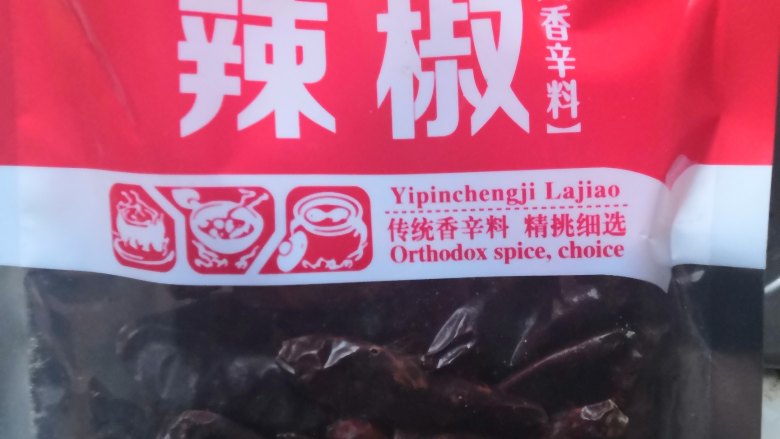 辣椒
香辛料】
Yipinchengji Lajiao
传统香辛料 精挑细选
Orthodox spice, choice